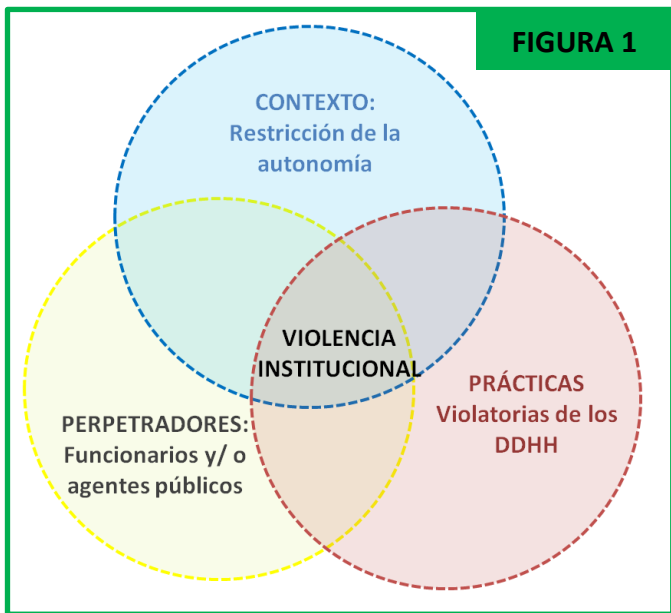 FIGURA 1
CONTEXTO:
Restricción de la
autonomía
VIOLENCIA
INSTITUCIONAL
PERPETRADORES:
Funcionarios y/ o
agentes públicos
PRÁCTICAS
Violatorias de los
DDHH